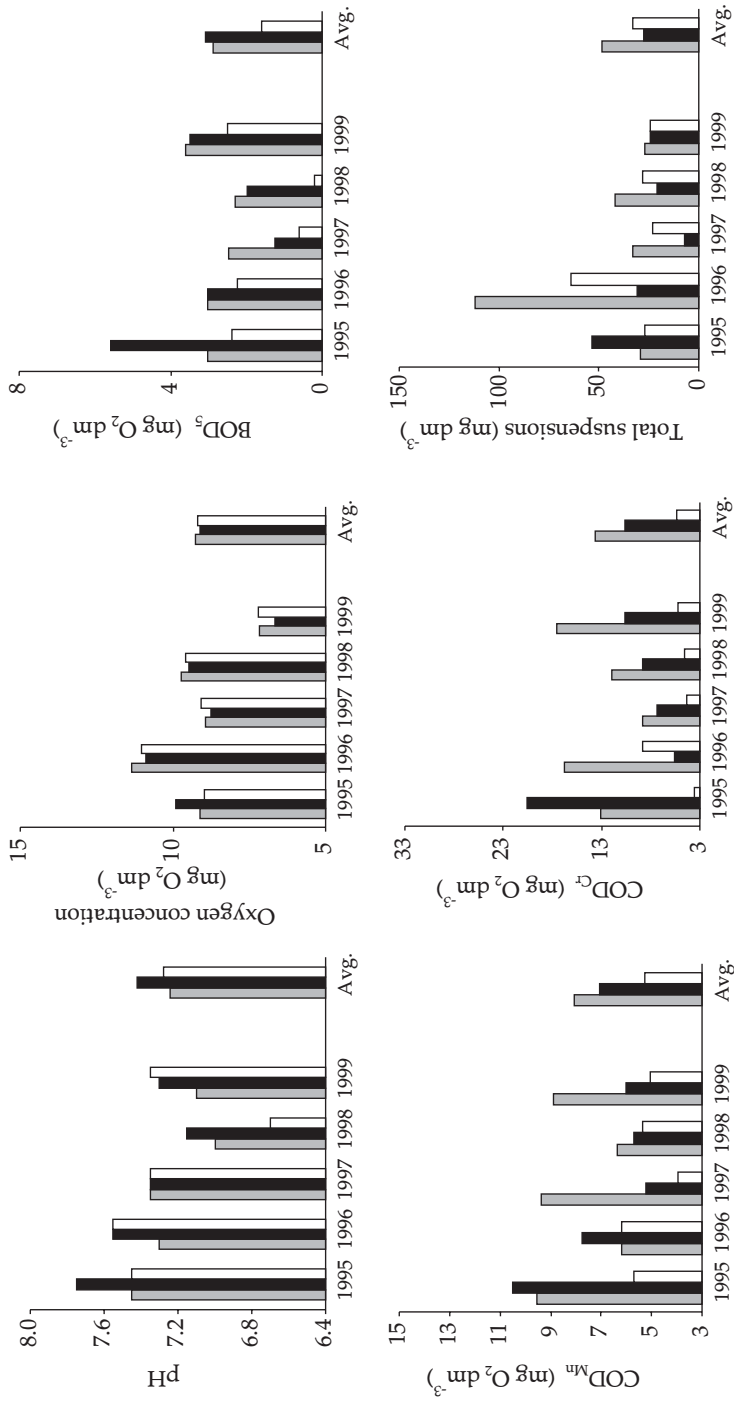 8.0
7.6
7.2
6.8
6.4
pH
1995 1996 1997 1998 1999 Avg.
15
10
5
Oxygen concentration
(mg O₂ dm⁻³)
1995 1996 1997 1998 1999 Avg.
8
4
0
BOD₅ (mg O₂ dm⁻³)
1995 1996 1997 1998 1999 Avg.
15
13
11
9
7
5
3
COD_Mn (mg O₂ dm⁻³)
1995 1996 1997 1998 1999 Avg.
33
23
13
3
COD_Cr (mg O₂ dm⁻³)
1995 1996 1997 1998 1999 Avg.
150
100
50
0
Total suspensions (mg dm⁻³)
1995 1996 1997 1998 1999 Avg.